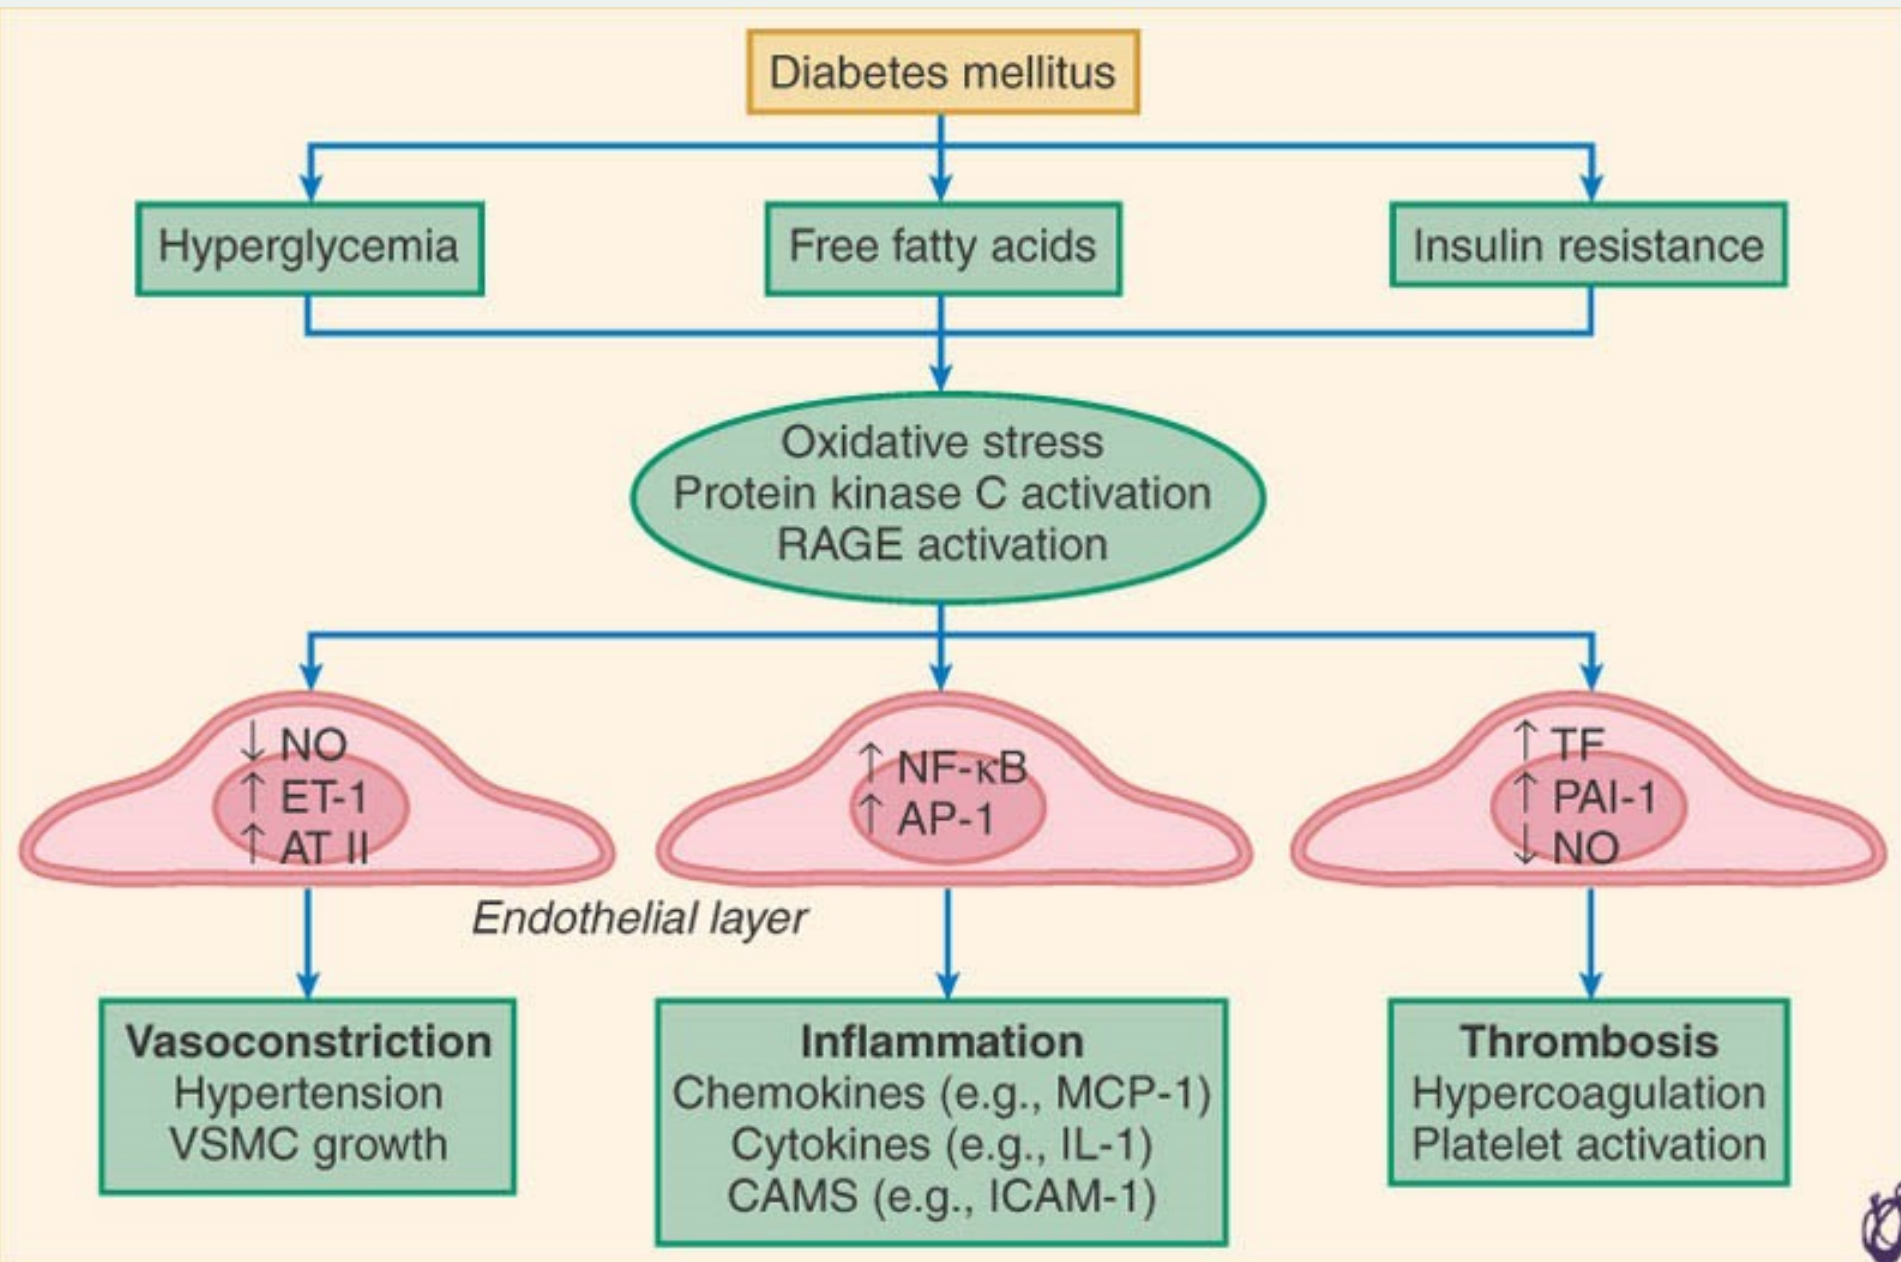 Diabetes mellitus
Hyperglycemia
Free fatty acids
Insulin resistance
Oxidative stress
Protein kinase C activation
RAGE activation
↓ NO
↑ ET-1
↑ AT II
↑ NF-κB
↑ AP-1
↑ TF
↑ PAI-1
↓ NO
Endothelial layer
Vasoconstriction
Hypertension
VSMC growth
Inflammation
Chemokines (e.g., MCP-1)
Cytokines (e.g., IL-1)
CAMS (e.g., ICAM-1)
Thrombosis
Hypercoagulation
Platelet activation